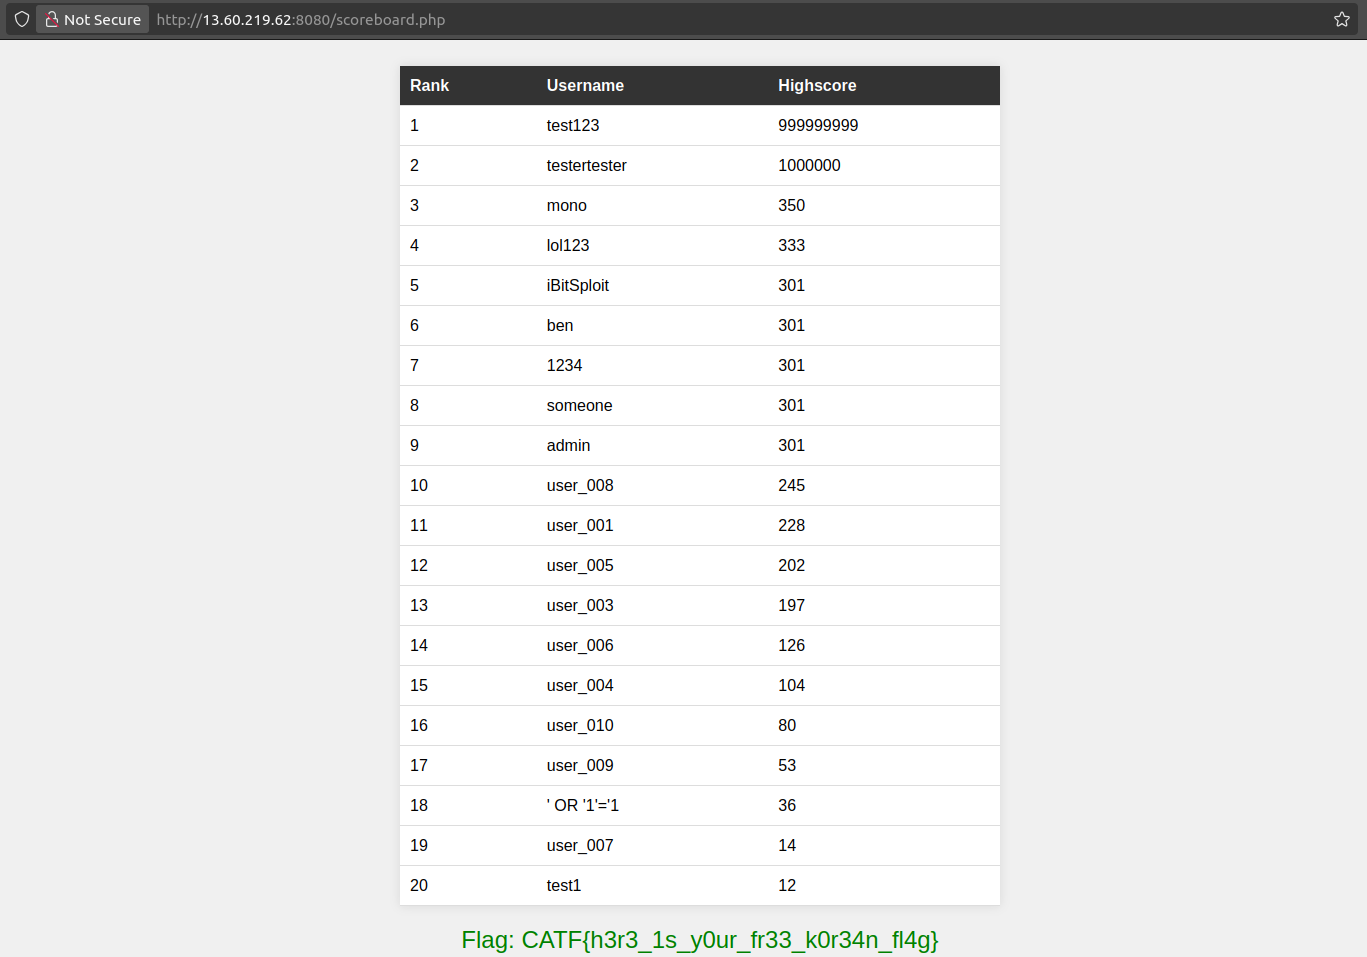 Not Secure http://13.60.219.62:8080/scoreboard.php
Rank Username Highscore
1 test123 999999999
2 testertester 1000000
3 mono 350
4 lol123 333
5 iBitSploit 301
6 ben 301
7 1234 301
8 someone 301
9 admin 301
10 user_008 245
11 user_001 228
12 user_005 202
13 user_003 197
14 user_006 126
15 user_004 104
16 user_010 80
17 user_009 53
18 ' OR '1'='1 36
19 user_007 14
20 test1 12
Flag: CATF{h3r3_1s_y0ur_fr33_k0r34n_fl4g}